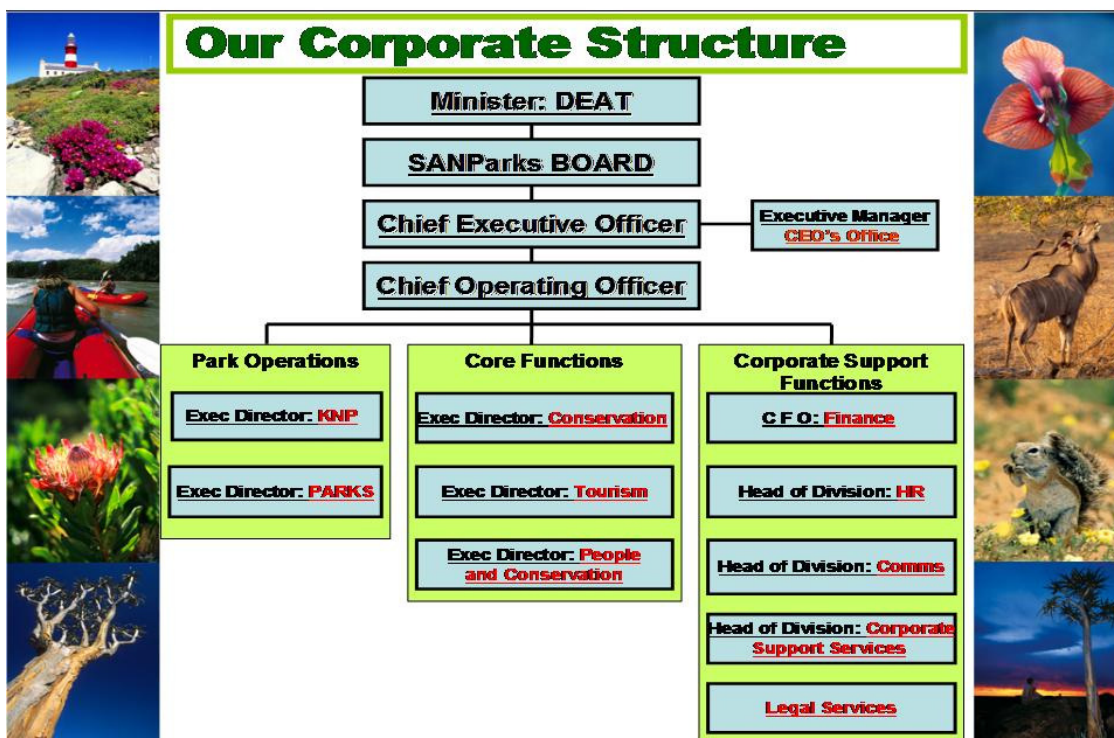 Our Corporate Structure
Minister: DEAT
SANParks BOARD
Chief Executive Officer
Executive Manager
CEO's Office
Chief Operating Officer
Park Operations
Exec Director: KNP
Exec Director: PARKS
Core Functions
Exec Director: Conservation
Exec Director: Tourism
Exec Director: People
and Conservation
Corporate Support
Functions
C F O: Finance
Head of Division: HR
Head of Division: Comms
Head of Division: Corporate
Support Services
Legal Services